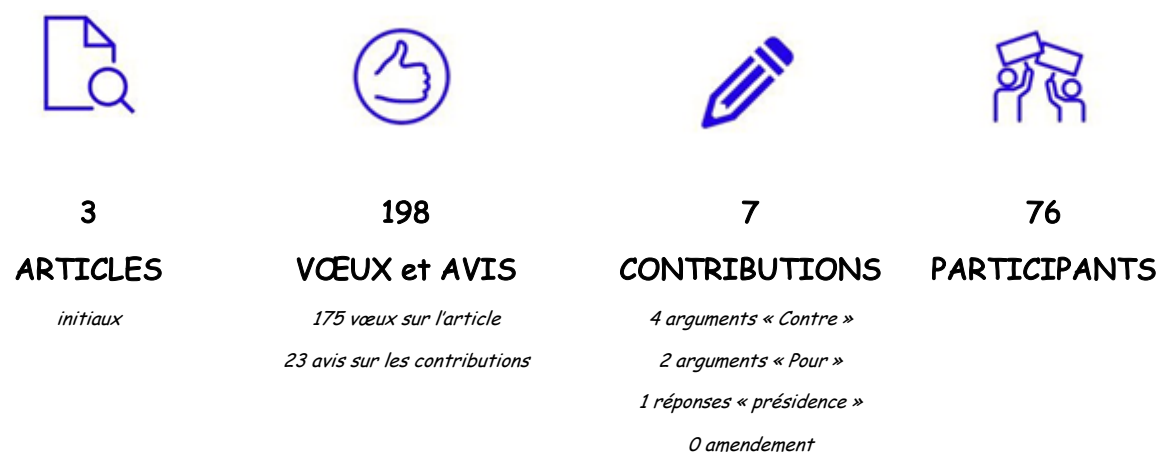 3
ARTICLES
initiaux
198
VŒUX et AVIS
175 vœux sur l'article
23 avis sur les contributions
7
CONTRIBUTIONS
4 arguments « Contre »
2 arguments « Pour »
1 réponses « présidence »
0 amendement
76
PARTICIPANTS